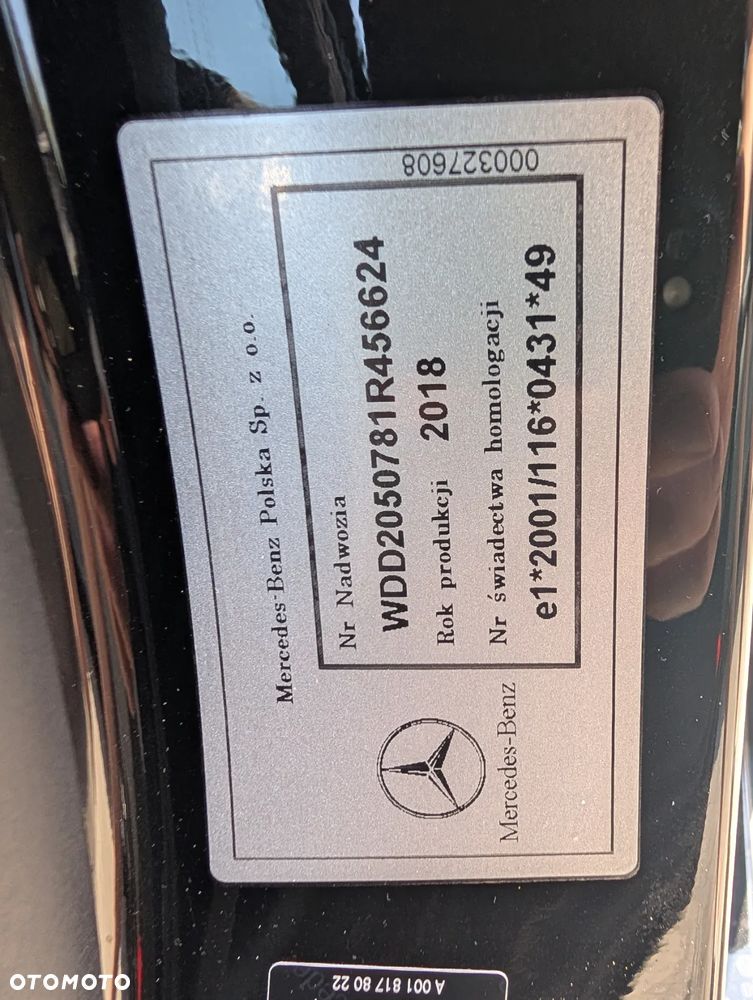 Mercedes-Benz Polska Sp. z o.o.
Nr Nadwozia
WDD2050781R456624
Rok produkcji 2018
Nr świadectwa homologacji
e1*2001/116*0431*49
Mercedes-Benz
000327608
A 001 817 80 22
OTOMOTO